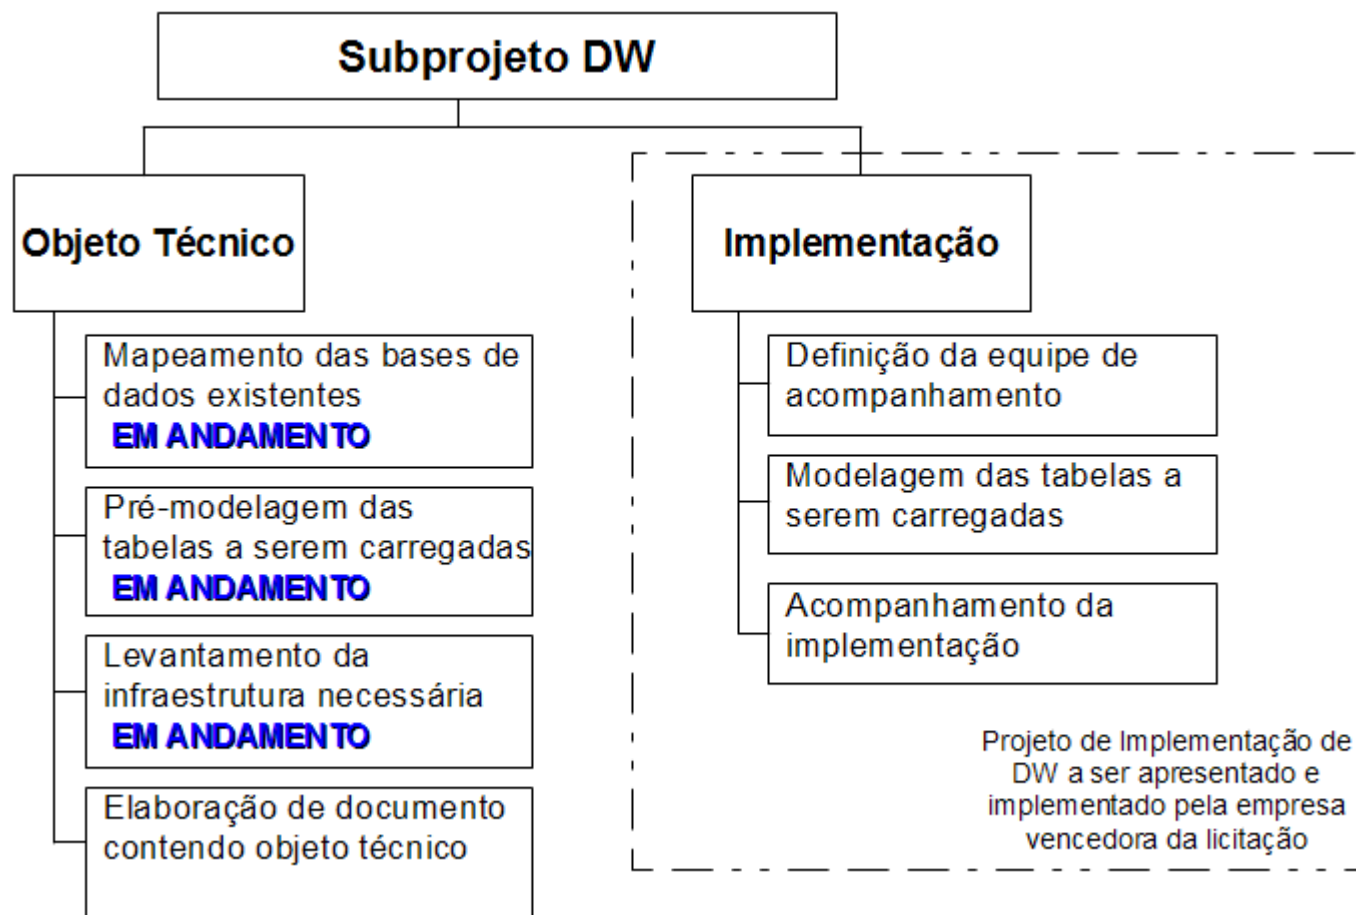 Subprojeto DW
Objeto Técnico
Mapeamento das bases de
dados existentes
EM ANDAMENTO
Pré-modelagem das
tabelas a serem carregadas
EM ANDAMENTO
Levantamento da
infraestrutura necessária
EM ANDAMENTO
Elaboração de documento
contendo objeto técnico
Implementação
Definição da equipe de
acompanhamento
Modelagem das tabelas a
serem carregadas
Acompanhamento da
implementação
Projeto de Implementação de
DW a ser apresentado e
implementado pela empresa
vencedora da licitação